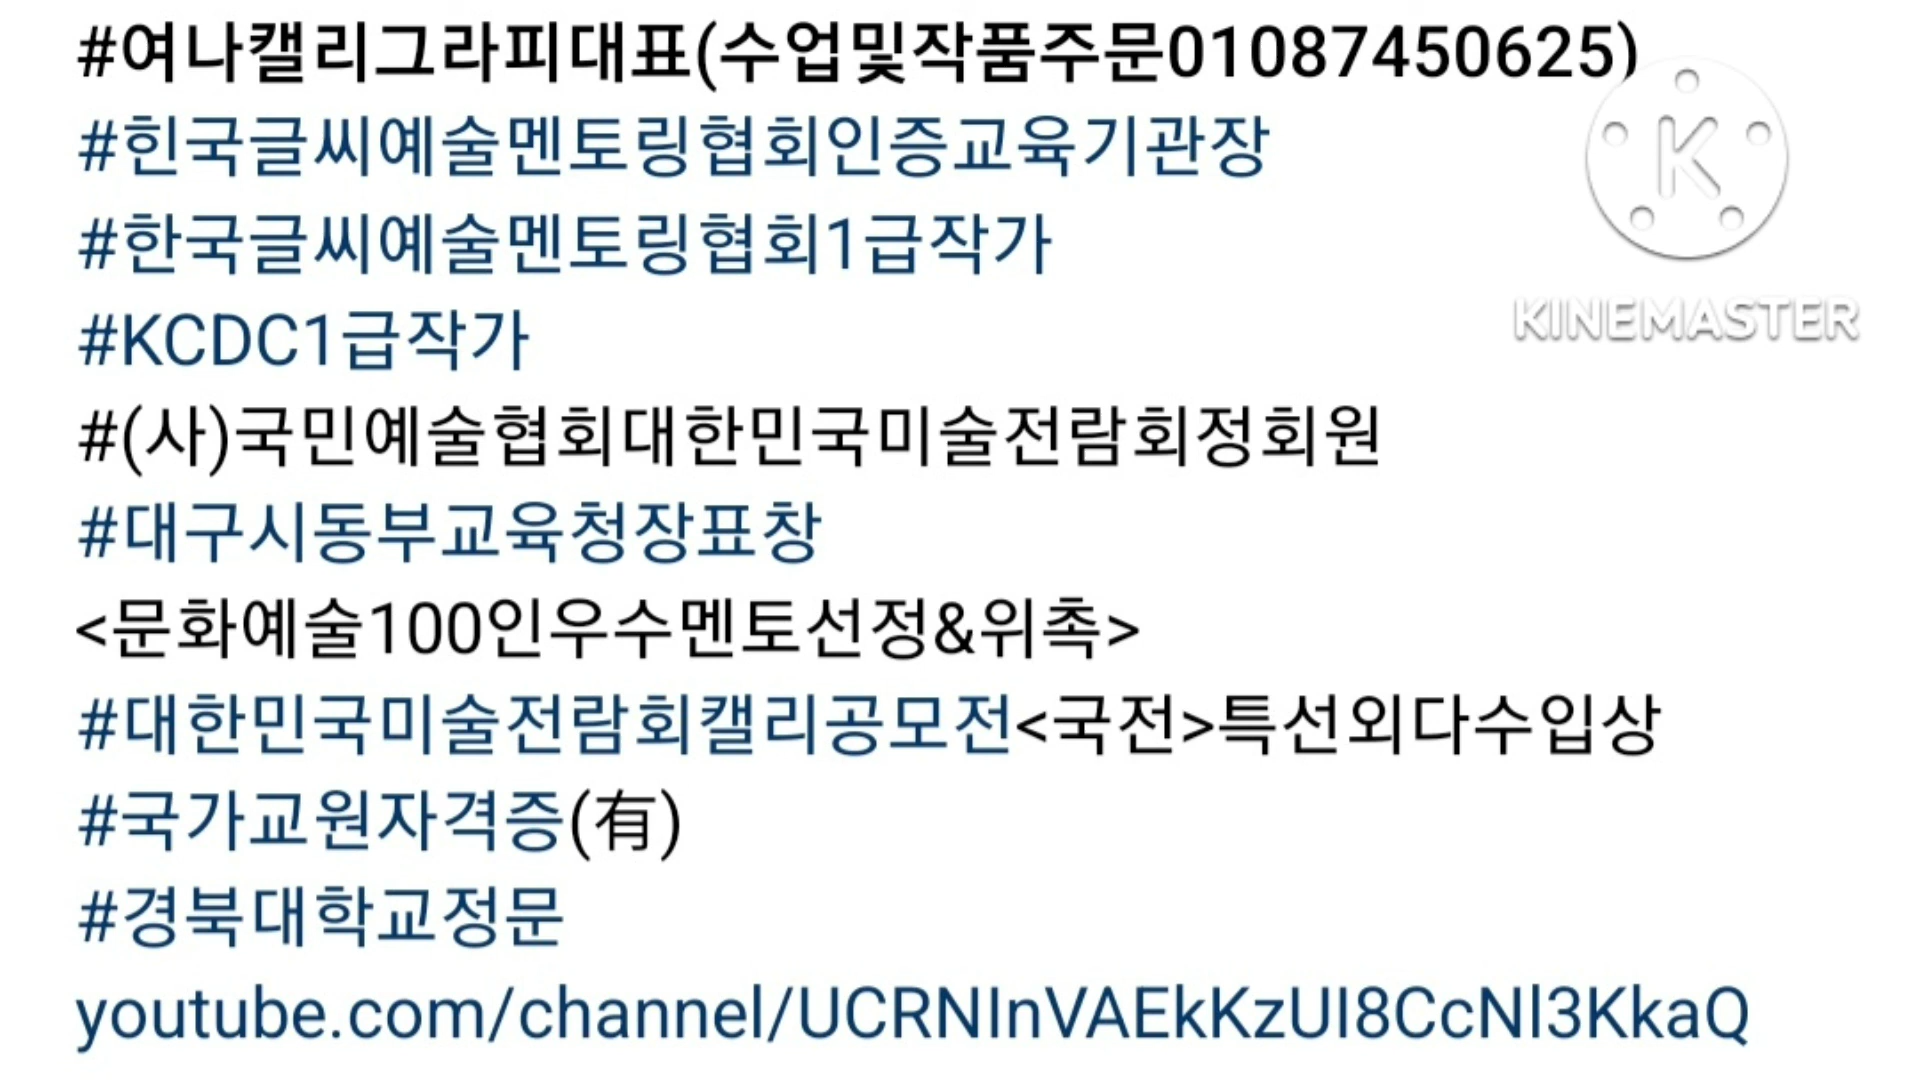 #여나캘리그라피대표(수업및작품주문01087450625)
#힌국글씨예술멘토링협회인증교육기관장
#한국글씨예술멘토링협회1급작가
#KCDC1급작가
KINEMASTER
#(사)국민예술협회대한민국미술전람회정회원
#대구시동부교육청장표창
<문화예술100인우수멘토선정&위촉>
#대한민국미술전람회캘리공모전<국전>특선외다수입상
#국가교원자격증(有)
#경북대학교정문
youtube.com/channel/UCRNInVAEkKzUI8CcNl3KkaQ